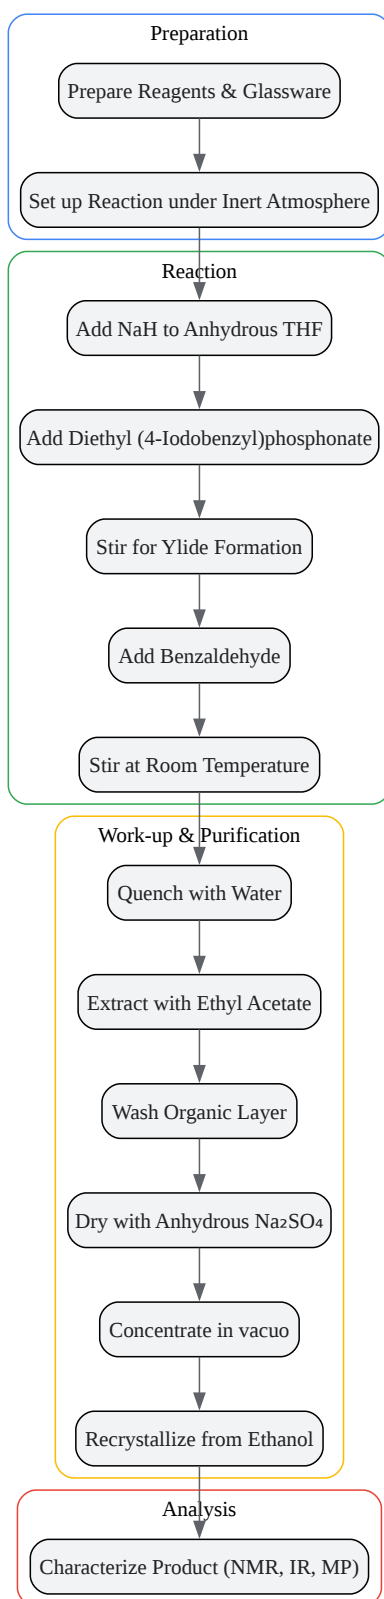 Preparation
Prepare Reagents & Glassware
Set up Reaction under Inert Atmosphere
Reaction
Add NaH to Anhydrous THF
Add Diethyl (4-Iodobenzyl)phosphonate
Stir for Ylide Formation
Add Benzaldehyde
Stir at Room Temperature
Work-up & Purification
Quench with Water
Extract with Ethyl Acetate
Wash Organic Layer
Dry with Anhydrous Na₂SO₄
Concentrate in vacuo
Recrystallize from Ethanol
Analysis
Characterize Product (NMR, IR, MP)